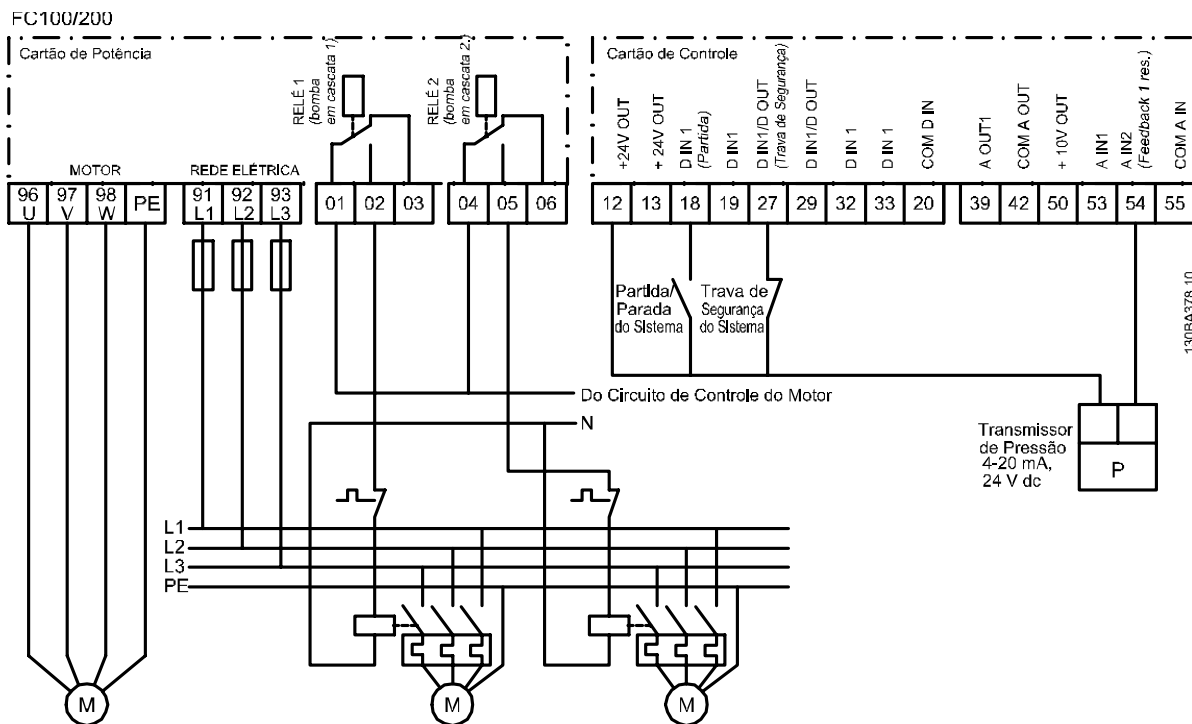 FC100/200
Cartão de Potência
RELÉ 1
(bomba
em cascata 1)
RELÉ 2
(bomba
em cascata 2.)
MOTOR
REDE ELÉTRICA
96 97 98 PE 91 92 93 01 02 03 04 05 06
U V W L1 L2 L3
Cartão de Controle
+24V OUT
+ 24V OUT
D IN 1
(Partida)
D IN1
D IN1/D OUT
(Trava de Segurança)
D IN1/D OUT
D IN 1
D IN 1
COM D IN
A OUT1
COM A OUT
+ 10V OUT
A IN1
A IN2
(Feedback 1 res.)
COM A IN
12 13 18 19 27 29 32 33 20 39 42 50 53 54 55
Partida/
Parada
do Sistema
Trava de
Segurança
do Sistema
130BA378.10
Do Circuito de Controle do Motor
N
Transmissor
de Pressão
4-20 mA,
24 V dc
P
L1
L2
L3
PE
M
M
M